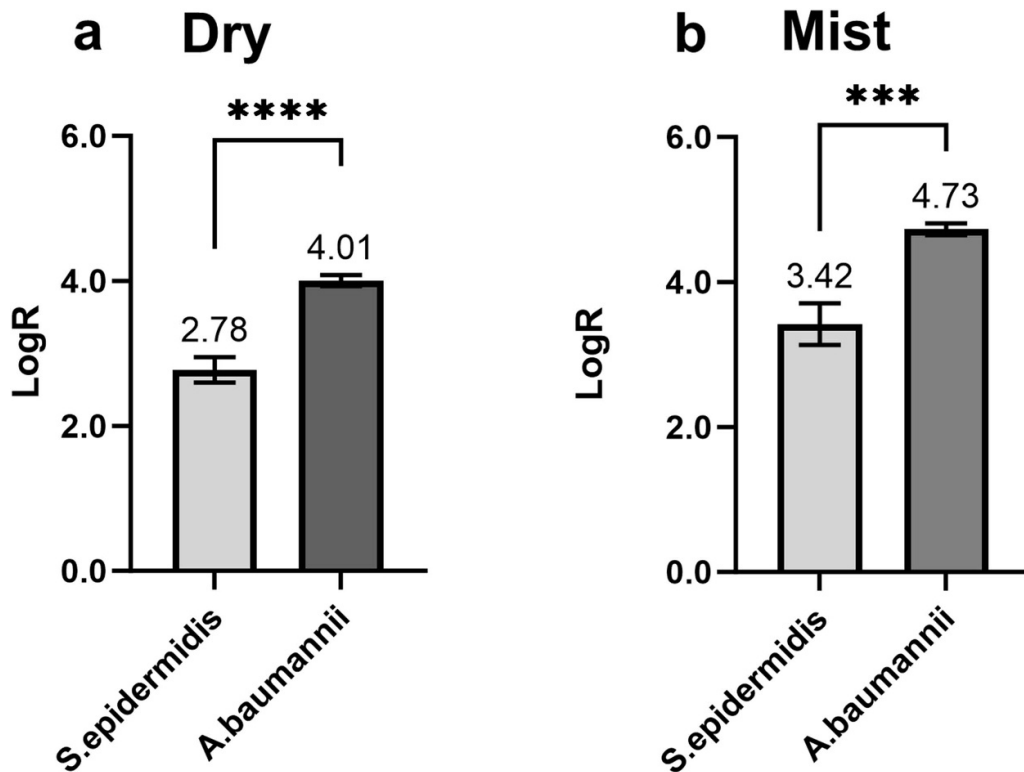 a Dry
****
6.0
4.0
2.0
0.0
LogR
2.78
4.01
S.epidermidis
A.baumannii
b Mist
***
6.0
4.0
2.0
0.0
LogR
3.42
4.73
S.epidermidis
A.baumannii